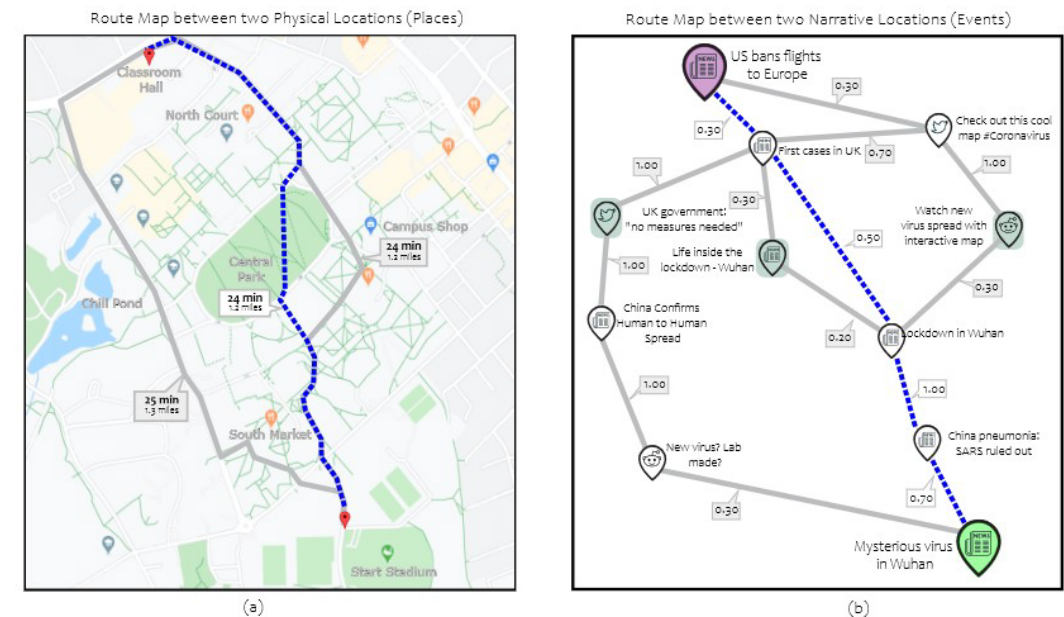 Route Map between two Physical Locations (Places)
Classroom
Hall
North Court
Campus Shop
24 min
1.2 miles
Central
Park
24 min
1.2 miles
Chill Pond
25 min
1.3 miles
South Market
Start Stadium
(a)
Route Map between two Narrative Locations (Events)
NEWS
US bans flights
to Europe
0.30
0.30
Check out this cool
map #Coronavirus
First cases in UK
0.70
1.00
1.00
0.30
UK government:
"no measures needed"
Watch new
virus spread with
interactive map
Life inside the
lockdown - Wuhan
0.50
1.00
0.30
China Confirms
Human to Human
Spread
Lockdown in Wuhan
0.20
1.00
1.00
China pneumonia:
SARS ruled out
New virus? Lab
made?
0.70
0.30
NEWS
Mysterious virus
in Wuhan
(b)